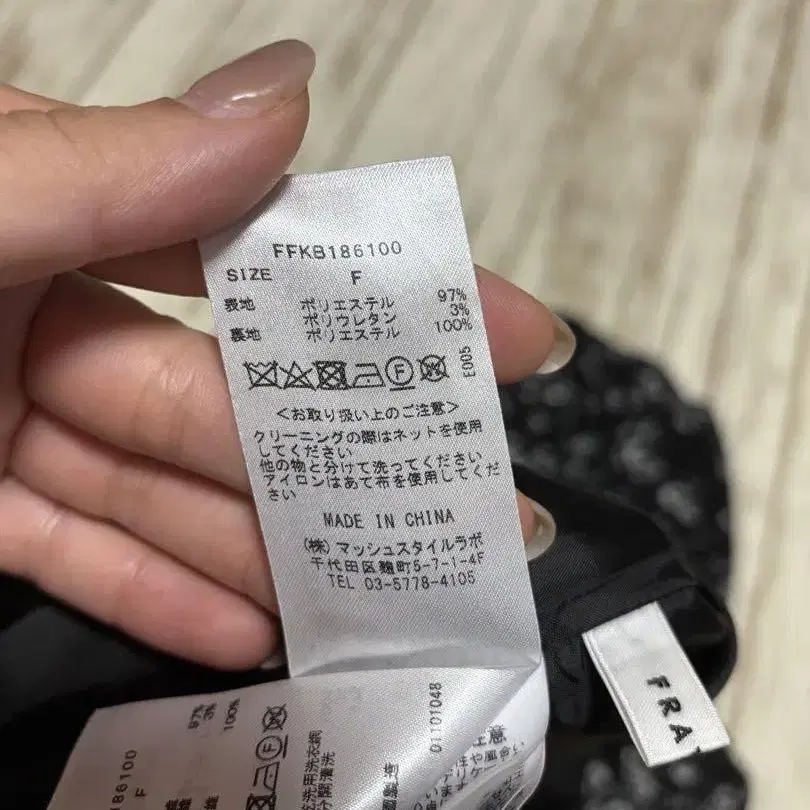 FFKB186100
SIZE F
表地 ポリエステル 97%
ポリウレタン 3%
裏地 ポリエステル 100%
E005
<お取り扱い上のご注意>
クリーニングの際はネットを使用
してください
他の物と分けて洗ってください
アイロンはあて布を使用してくだ
さい
MADE IN CHINA
(株)マッシュスタイルラボ
千代田区麹町5-7-1-4F
TEL 03-5778-4105
FRA
186100
F
97%
3%
100%
01101048